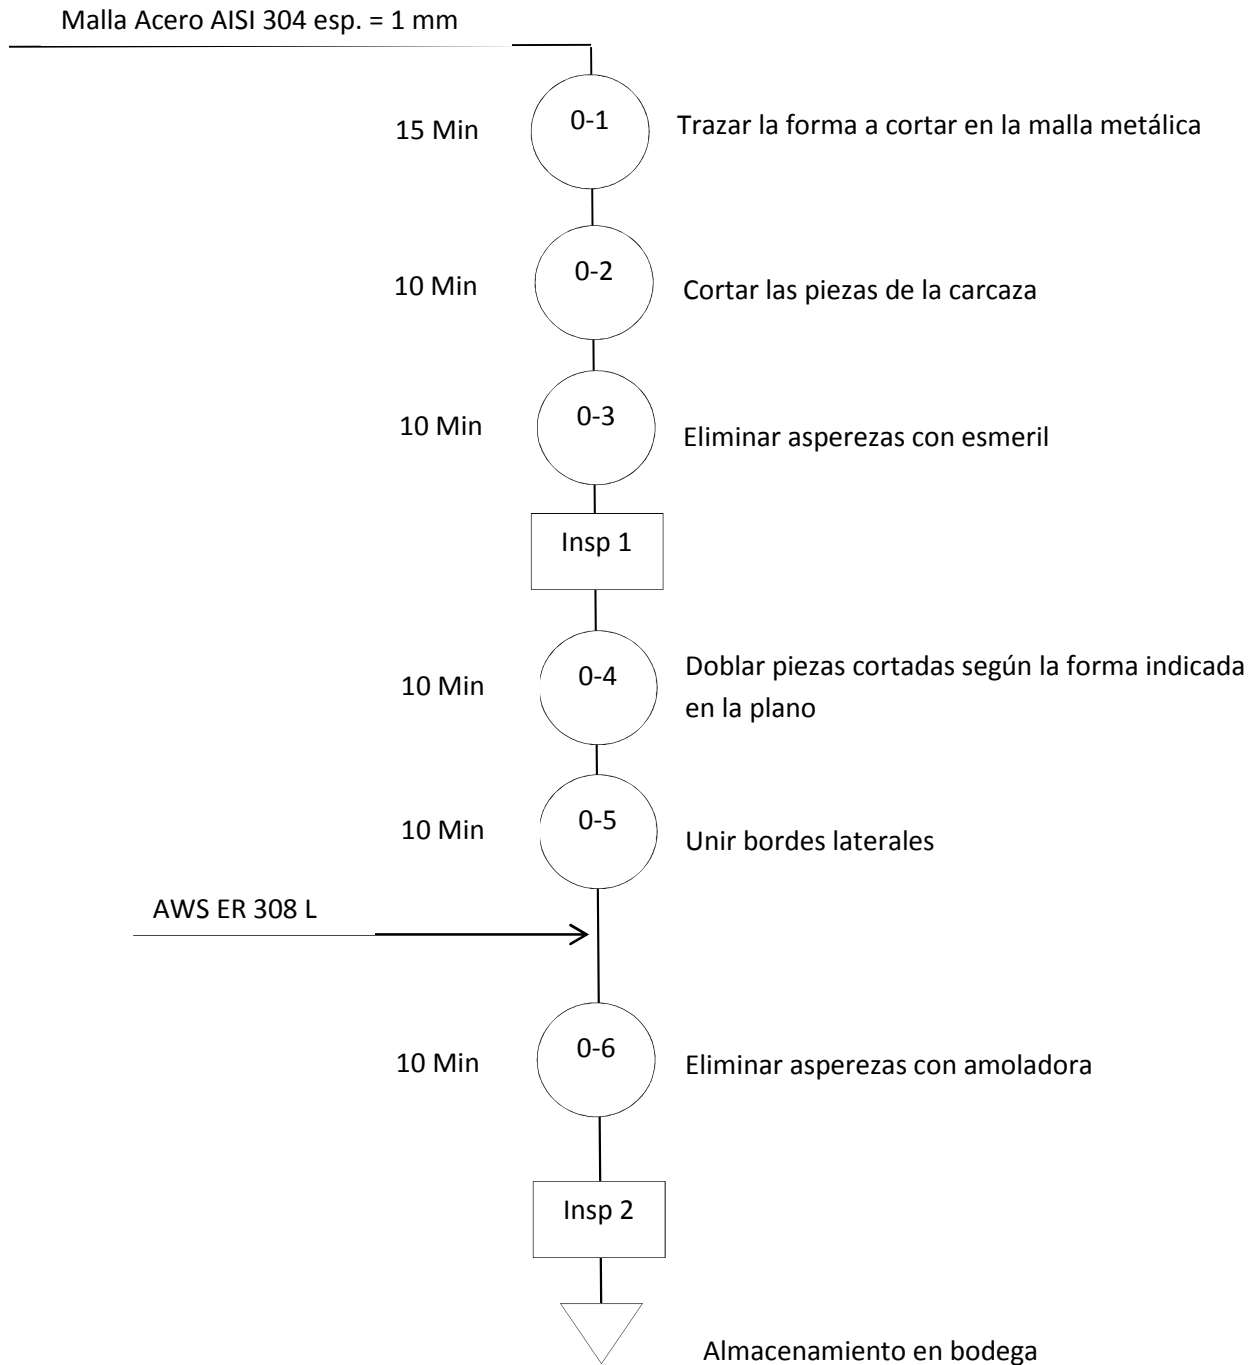 Malla Acero AISI 304 esp. = 1 mm
15 Min
0-1
Trazar la forma a cortar en la malla metálica
10 Min
0-2
Cortar las piezas de la carcaza
10 Min
0-3
Eliminar asperezas con esmeril
Insp 1
10 Min
0-4
Doblar piezas cortadas según la forma indicada
en la plano
10 Min
0-5
Unir bordes laterales
AWS ER 308 L
10 Min
0-6
Eliminar asperezas con amoladora
Insp 2
Almacenamiento en bodega